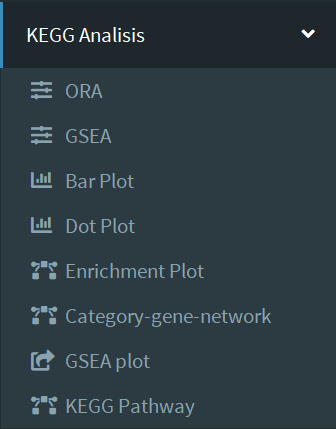 KEGG Analisis
ORA
GSEA
Bar Plot
Dot Plot
Enrichment Plot
Category-gene-network
GSEA plot
KEGG Pathway